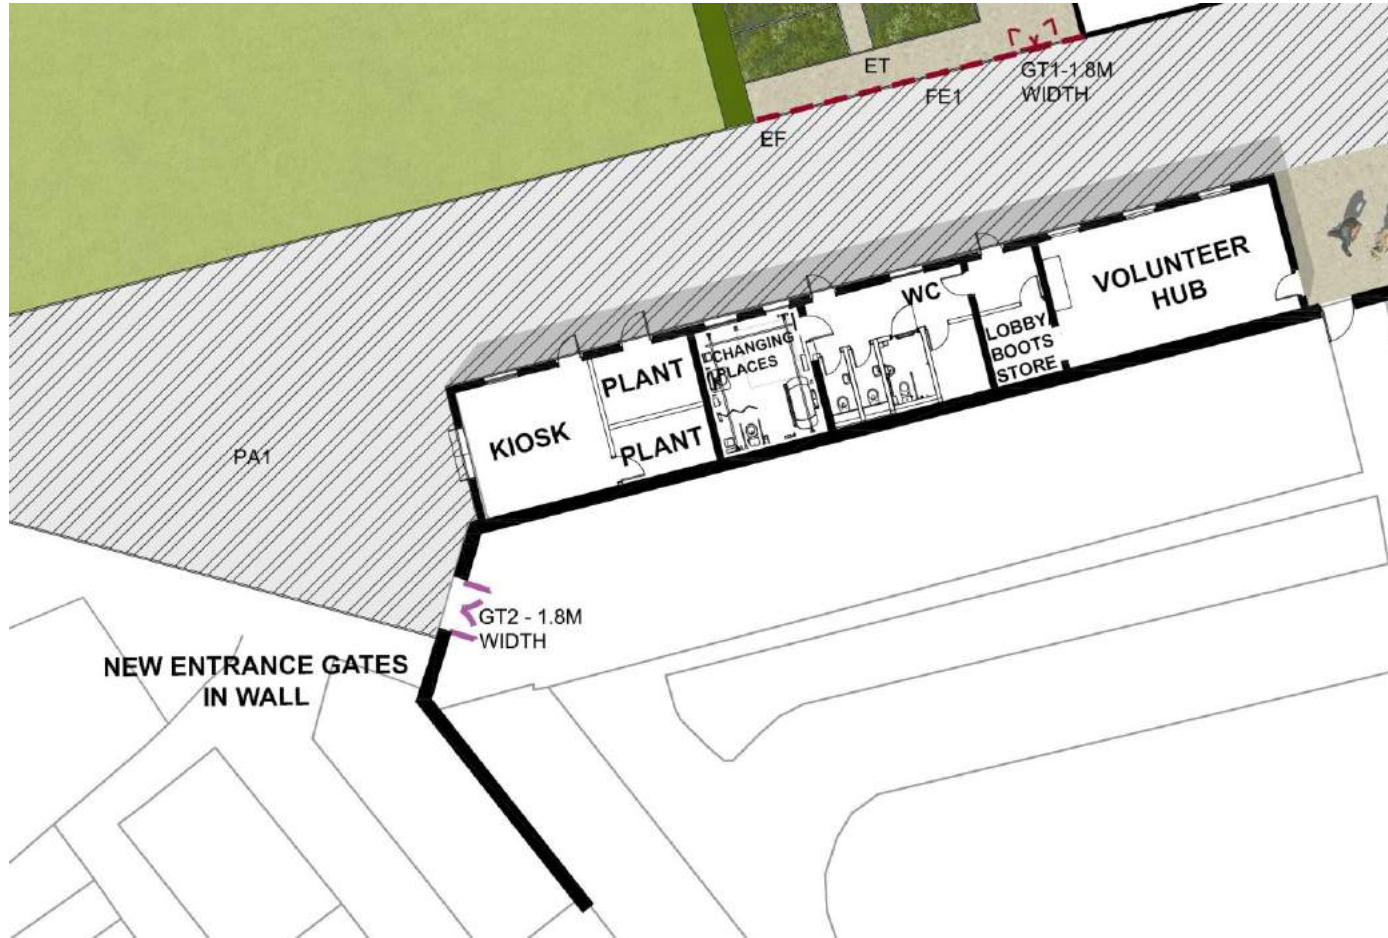 ET
GT1-1.8M
WIDTH
FE1
EF
VOLUNTEER
HUB
WC
LOBBY
BOOTS
STORE
CHANGING
PLACES
PLANT
PLANT
KIOSK
PA1
GT2 - 1.8M
WIDTH
NEW ENTRANCE GATES
IN WALL